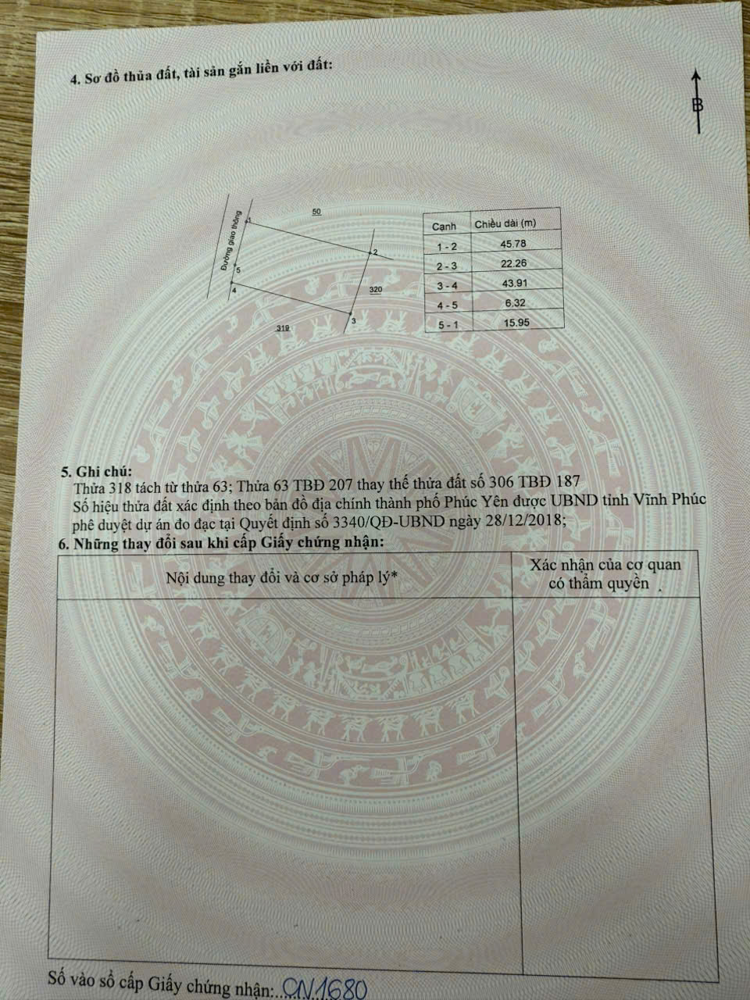 4. Sơ đồ thửa đất, tài sản gắn liền với đất:
B
Đường giao thông
50
1
2
5
4
320
3
319
Cạnh Chiều dài (m)
1 - 2 45.78
2 - 3 22.26
3 - 4 43.91
4 - 5 6.32
5 - 1 15.95
5. Ghi chú:
Thửa 318 tách từ thửa 63; Thửa 63 TBĐ 207 thay thế thửa đất số 306 TBĐ 187
Số hiệu thửa đất xác định theo bản đồ địa chính thành phố Phúc Yên được UBND tỉnh Vĩnh Phúc
phê duyệt dự án đo đạc tại Quyết định số 3340/QĐ-UBND ngày 28/12/2018;
6. Những thay đổi sau khi cấp Giấy chứng nhận:
Nội dung thay đổi và cơ sở pháp lý*
Xác nhận của cơ quan
có thẩm quyền
Số vào sổ cấp Giấy chứng nhận:...CN1680